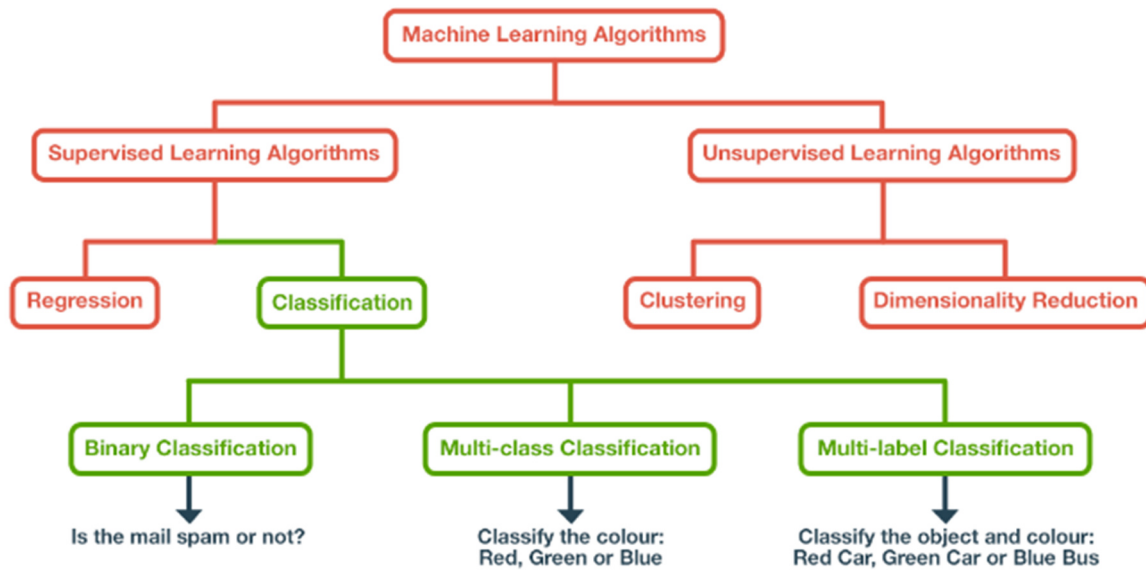 Machine Learning Algorithms
Supervised Learning Algorithms
Unsupervised Learning Algorithms
Regression
Classification
Clustering
Dimensionality Reduction
Binary Classification
Multi-class Classification
Multi-label Classification
Is the mail spam or not?
Classify the colour:
Red, Green or Blue
Classify the object and colour:
Red Car, Green Car or Blue Bus